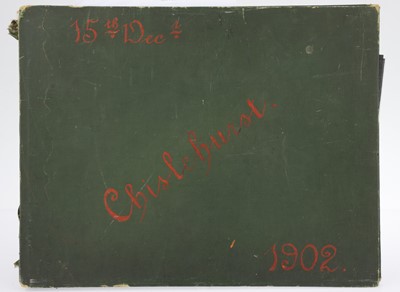 15th Decr
Chislehurst.
1902.